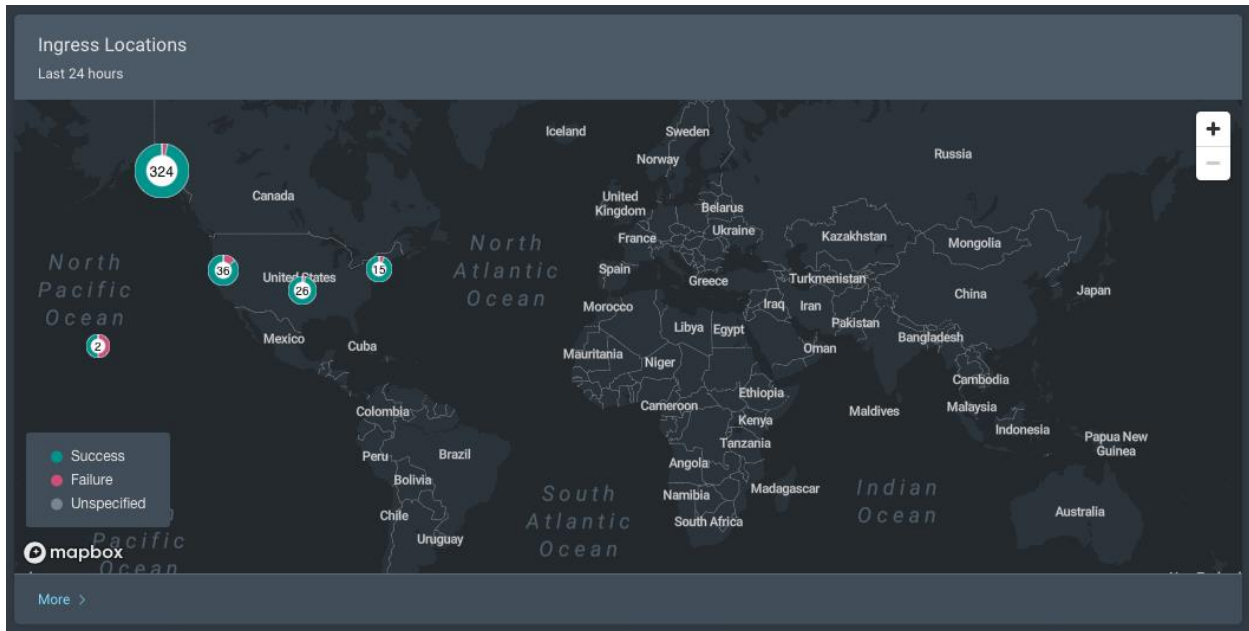 Ingress Locations
Last 24 hours
+
−
Iceland
Sweden
Norway
Russia
324
Canada
United
Kingdom
Belarus
Ukraine
France
Kazakhstan
Mongolia
North
Atlantic
Ocean
North
Pacific
Ocean
36
United States
26
15
Spain
Greece
Turkmenistan
China
Japan
Morocco
Iraq
Iran
Libya
Egypt
Pakistan
Bangladesh
2
Mexico
Cuba
Mauritania
Niger
Oman
Cambodia
Ethiopia
Colombia
Cameroon
Kenya
Maldives
Malaysia
Indonesia
Tanzania
Papua New
Guinea
Success
Failure
Unspecified
Peru
Brazil
Bolivia
Angola
Namibia
Madagascar
South
Atlantic
Ocean
Indian
Ocean
Chile
South Africa
Australia
Uruguay
Pacific
Ocean
mapbox
More >